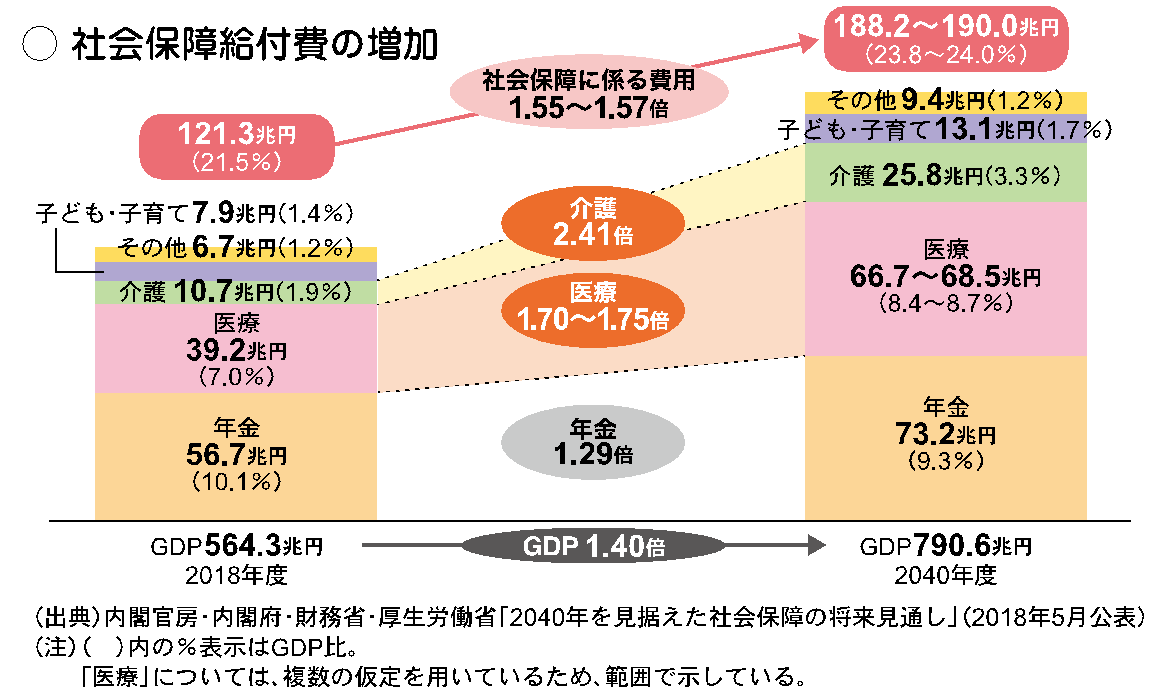 ○ 社会保障給付費の増加
188.2～190.0兆円
(23.8～24.0%)
社会保障に係る費用
1.55～1.57倍
121.3兆円
(21.5%)
子ども・子育て7.9兆円(1.4%)
その他6.7兆円(1.2%)
介護10.7兆円(1.9%)
医療
39.2兆円
(7.0%)
年金
56.7兆円
(10.1%)
介護
2.41倍
医療
1.70～1.75倍
年金
1.29倍
その他9.4兆円(1.2%)
子ども・子育て13.1兆円(1.7%)
介護25.8兆円(3.3%)
医療
66.7～68.5兆円
(8.4～8.7%)
年金
73.2兆円
(9.3%)
GDP564.3兆円
2018年度
GDP 1.40倍
GDP790.6兆円
2040年度
(出典)内閣官房・内閣府・財務省・厚生労働省「2040年を見据えた社会保障の将来見通し」(2018年5月公表)
(注)(　)内の%表示はGDP比。
「医療」については、複数の仮定を用いているため、範囲で示している。